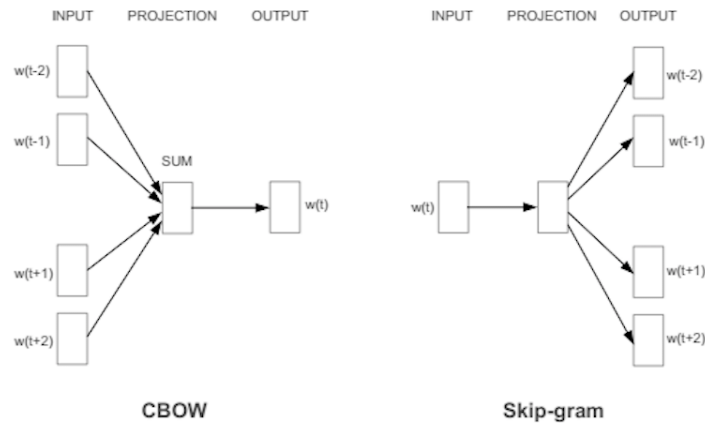 INPUT PROJECTION OUTPUT
w(t-2)
w(t-1)
SUM
w(t)
w(t+1)
w(t+2)
CBOW
INPUT PROJECTION OUTPUT
w(t-2)
w(t-1)
w(t)
w(t+1)
w(t+2)
Skip-gram